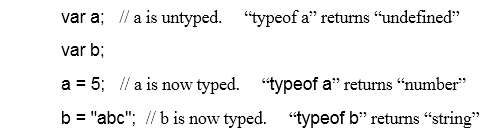 var a; // a is untyped. “typeof a” returns “undefined”
var b;
a = 5; // a is now typed. “typeof a” returns “number”
b = "abc"; // b is now typed. “typeof b” returns “string”